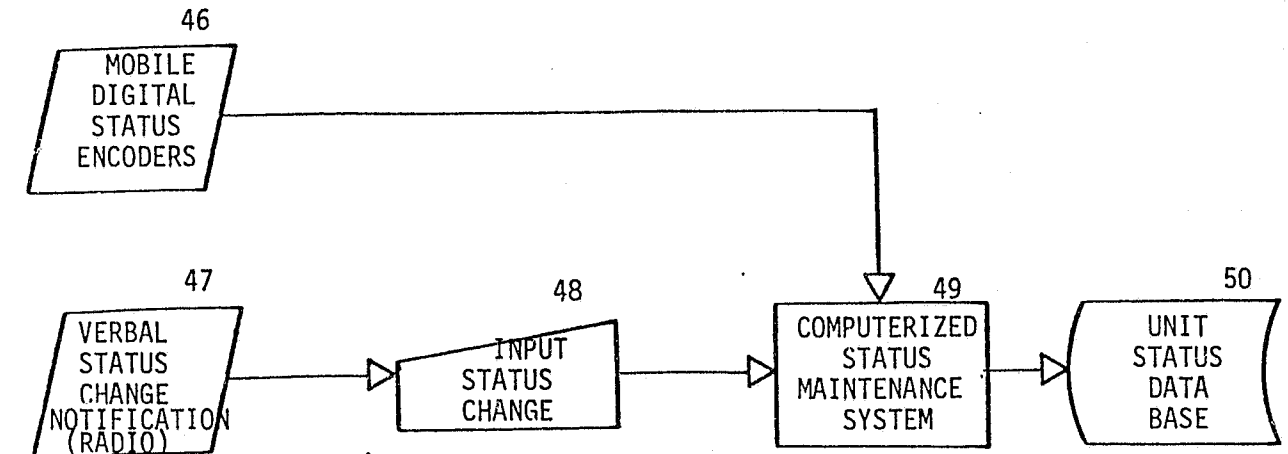 46
MOBILE
DIGITAL
STATUS
ENCODERS
47
VERBAL
STATUS
CHANGE
NOTIFICATION
(RADIO)
48
INPUT
STATUS
CHANGE
49
COMPUTERIZED
STATUS
MAINTENANCE
SYSTEM
50
UNIT
STATUS
DATA
BASE